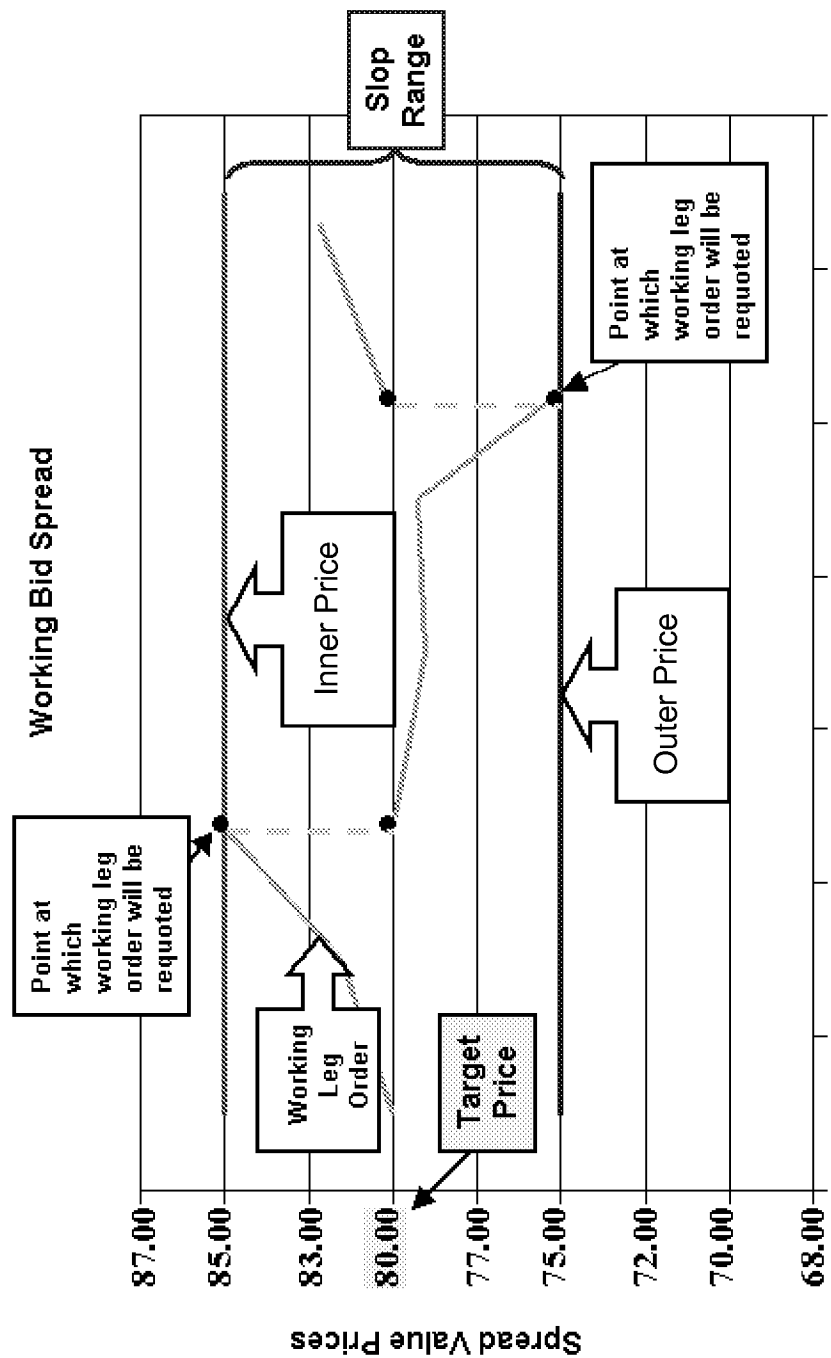 Working Bid Spread
Point at
which
working leg
order will be
requoted
Inner Price
Slop
Range
Working
Leg
Order
Target
Price
Outer Price
Point at
which
working leg
order will be
requoted
Spread Value Prices
87.00
85.00
83.00
80.00
77.00
75.00
72.00
70.00
68.00